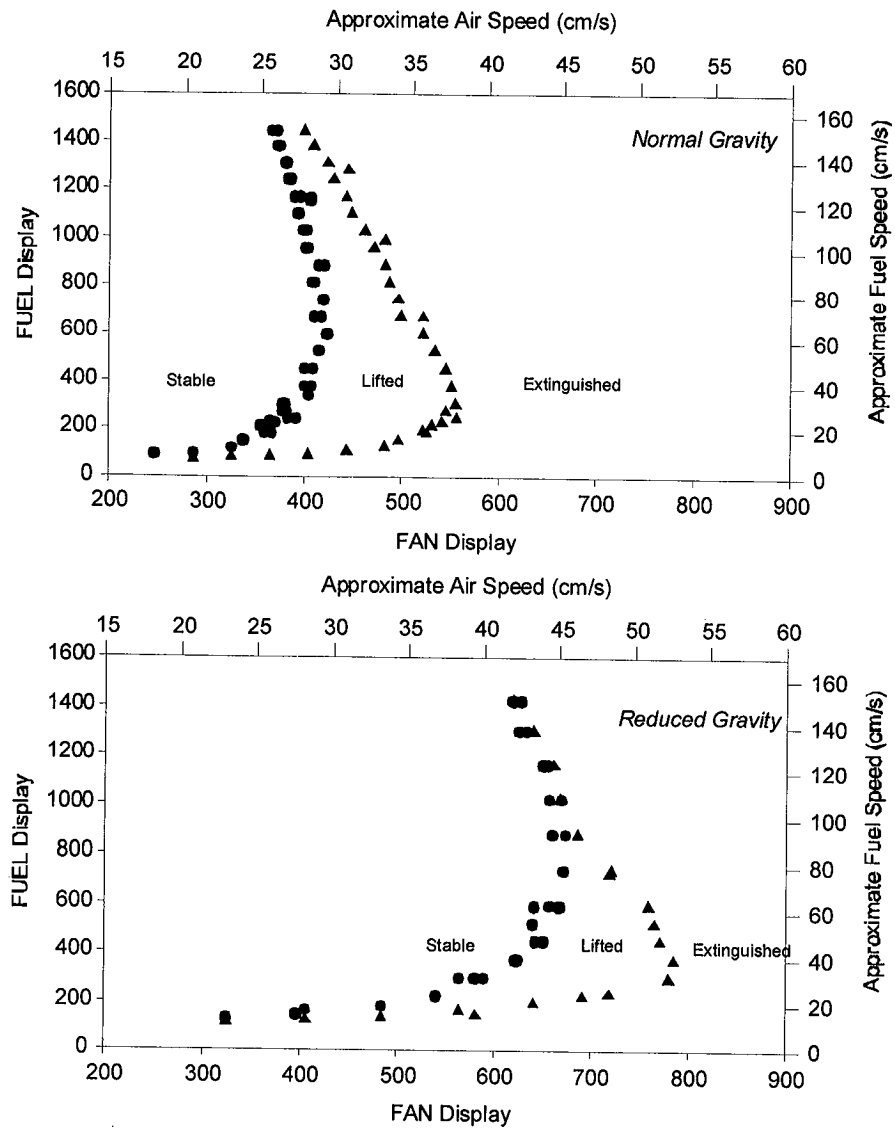 Approximate Air Speed (cm/s)
15 20 25 30 35 40 45 50 55 60
1600
1400
1200
1000
800
600
400
200
0
FUEL Display
Normal Gravity
Stable Lifted Extinguished
160
140
120
100
80
60
40
20
0
Approximate Fuel Speed (cm/s)
200 300 400 500 600 700 800 900
FAN Display
Approximate Air Speed (cm/s)
15 20 25 30 35 40 45 50 55 60
1600
1400
1200
1000
800
600
400
200
0
FUEL Display
Reduced Gravity
Stable Lifted Extinguished
160
140
120
100
80
60
40
20
0
Approximate Fuel Speed (cm/s)
200 300 400 500 600 700 800 900
FAN Display